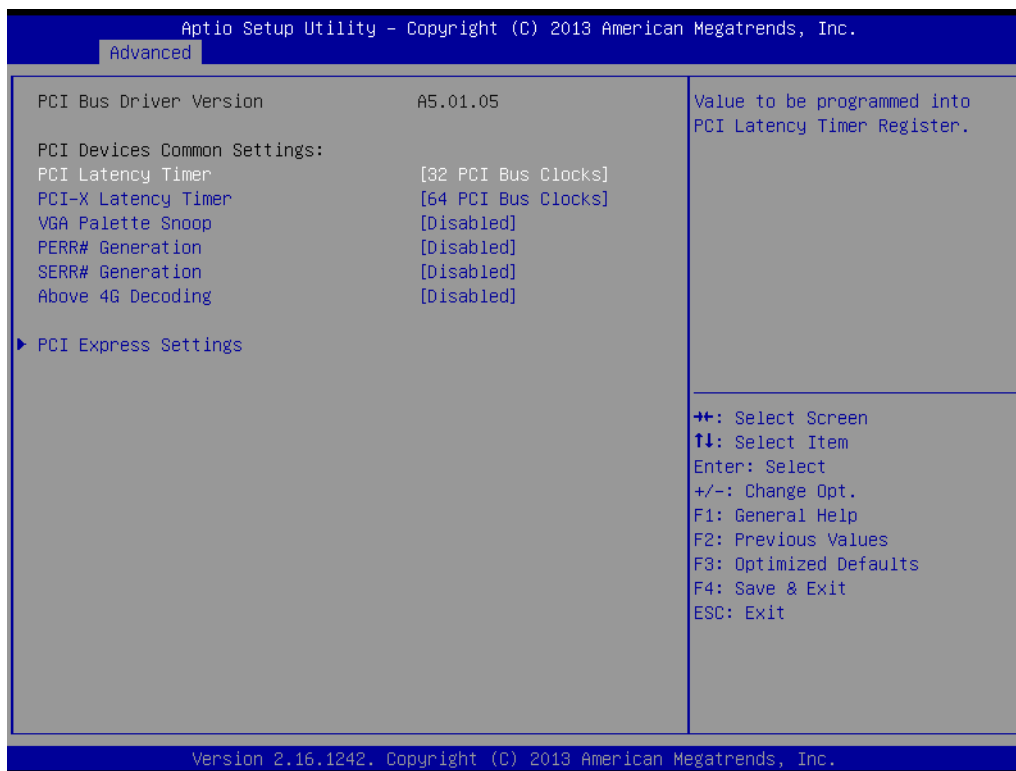 Aptio Setup Utility – Copyright (C) 2013 American Megatrends, Inc.
Advanced
PCI Bus Driver Version A5.01.05
PCI Devices Common Settings:
PCI Latency Timer [32 PCI Bus Clocks]
PCI-X Latency Timer [64 PCI Bus Clocks]
VGA Palette Snoop [Disabled]
PERR# Generation [Disabled]
SERR# Generation [Disabled]
Above 4G Decoding [Disabled]
PCI Express Settings
Value to be programmed into
PCI Latency Timer Register.
→←: Select Screen
↑↓: Select Item
Enter: Select
+/-: Change Opt.
F1: General Help
F2: Previous Values
F3: Optimized Defaults
F4: Save & Exit
ESC: Exit
Version 2.16.1242. Copyright (C) 2013 American Megatrends, Inc.